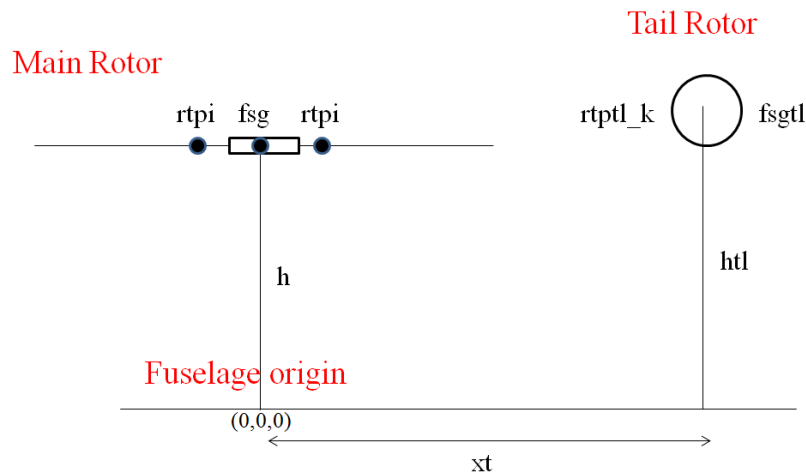 Tail Rotor
Main Rotor
rtpi fsg rtpi
rtptl_k fsgtl
h
htl
Fuselage origin
(0,0,0)
xt